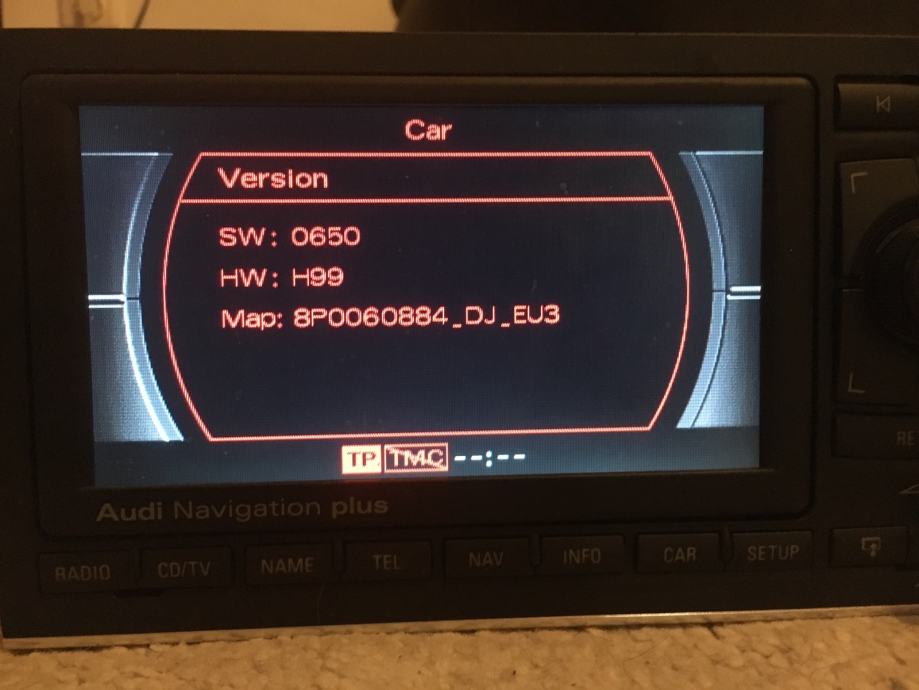 Car
Version
SW: 0650
HW: H99
Map: 8P0060884_DJ_EU3
TP TMC --:--
Audi Navigation plus
RADIO CD/TV NAME TEL NAV INFO CAR SETUP